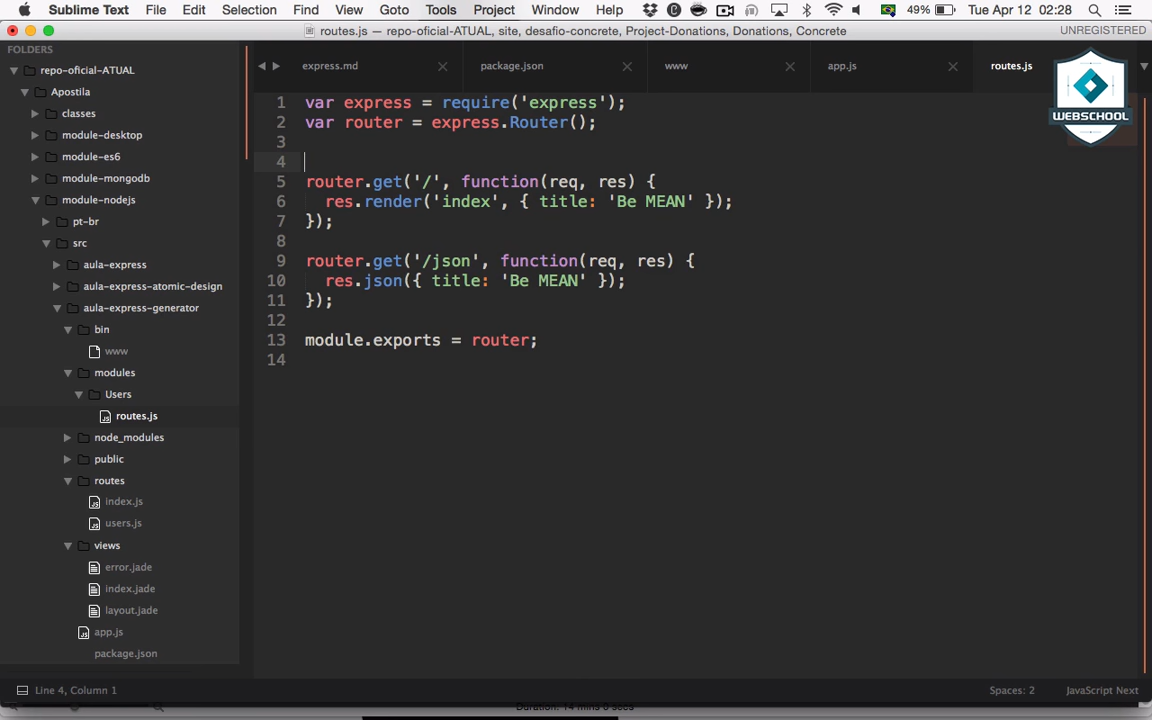 Sublime Text File Edit Selection Find View Goto Tools Project Window Help 49% Tue Apr 12 02:28
routes.js — repo-oficial-ATUAL, site, desafio-concrete, Project-Donations, Donations, Concrete UNREGISTERED
FOLDERS
repo-oficial-ATUAL
Apostila
classes
module-desktop
module-es6
module-mongodb
module-nodejs
pt-br
src
aula-express
aula-express-atomic-design
aula-express-generator
bin
www
modules
Users
routes.js
node_modules
public
routes
index.js
users.js
views
error.jade
index.jade
layout.jade
app.js
package.json
express.md package.json www app.js routes.js
WEBSCHOOL
1 var express = require('express');
2 var router = express.Router();
3
4
5 router.get('/', function(req, res) {
6 res.render('index', { title: 'Be MEAN' });
7 });
8
9 router.get('/json', function(req, res) {
10 res.json({ title: 'Be MEAN' });
11 });
12
13 module.exports = router;
14
Line 4, Column 1 Spaces: 2 JavaScript Next